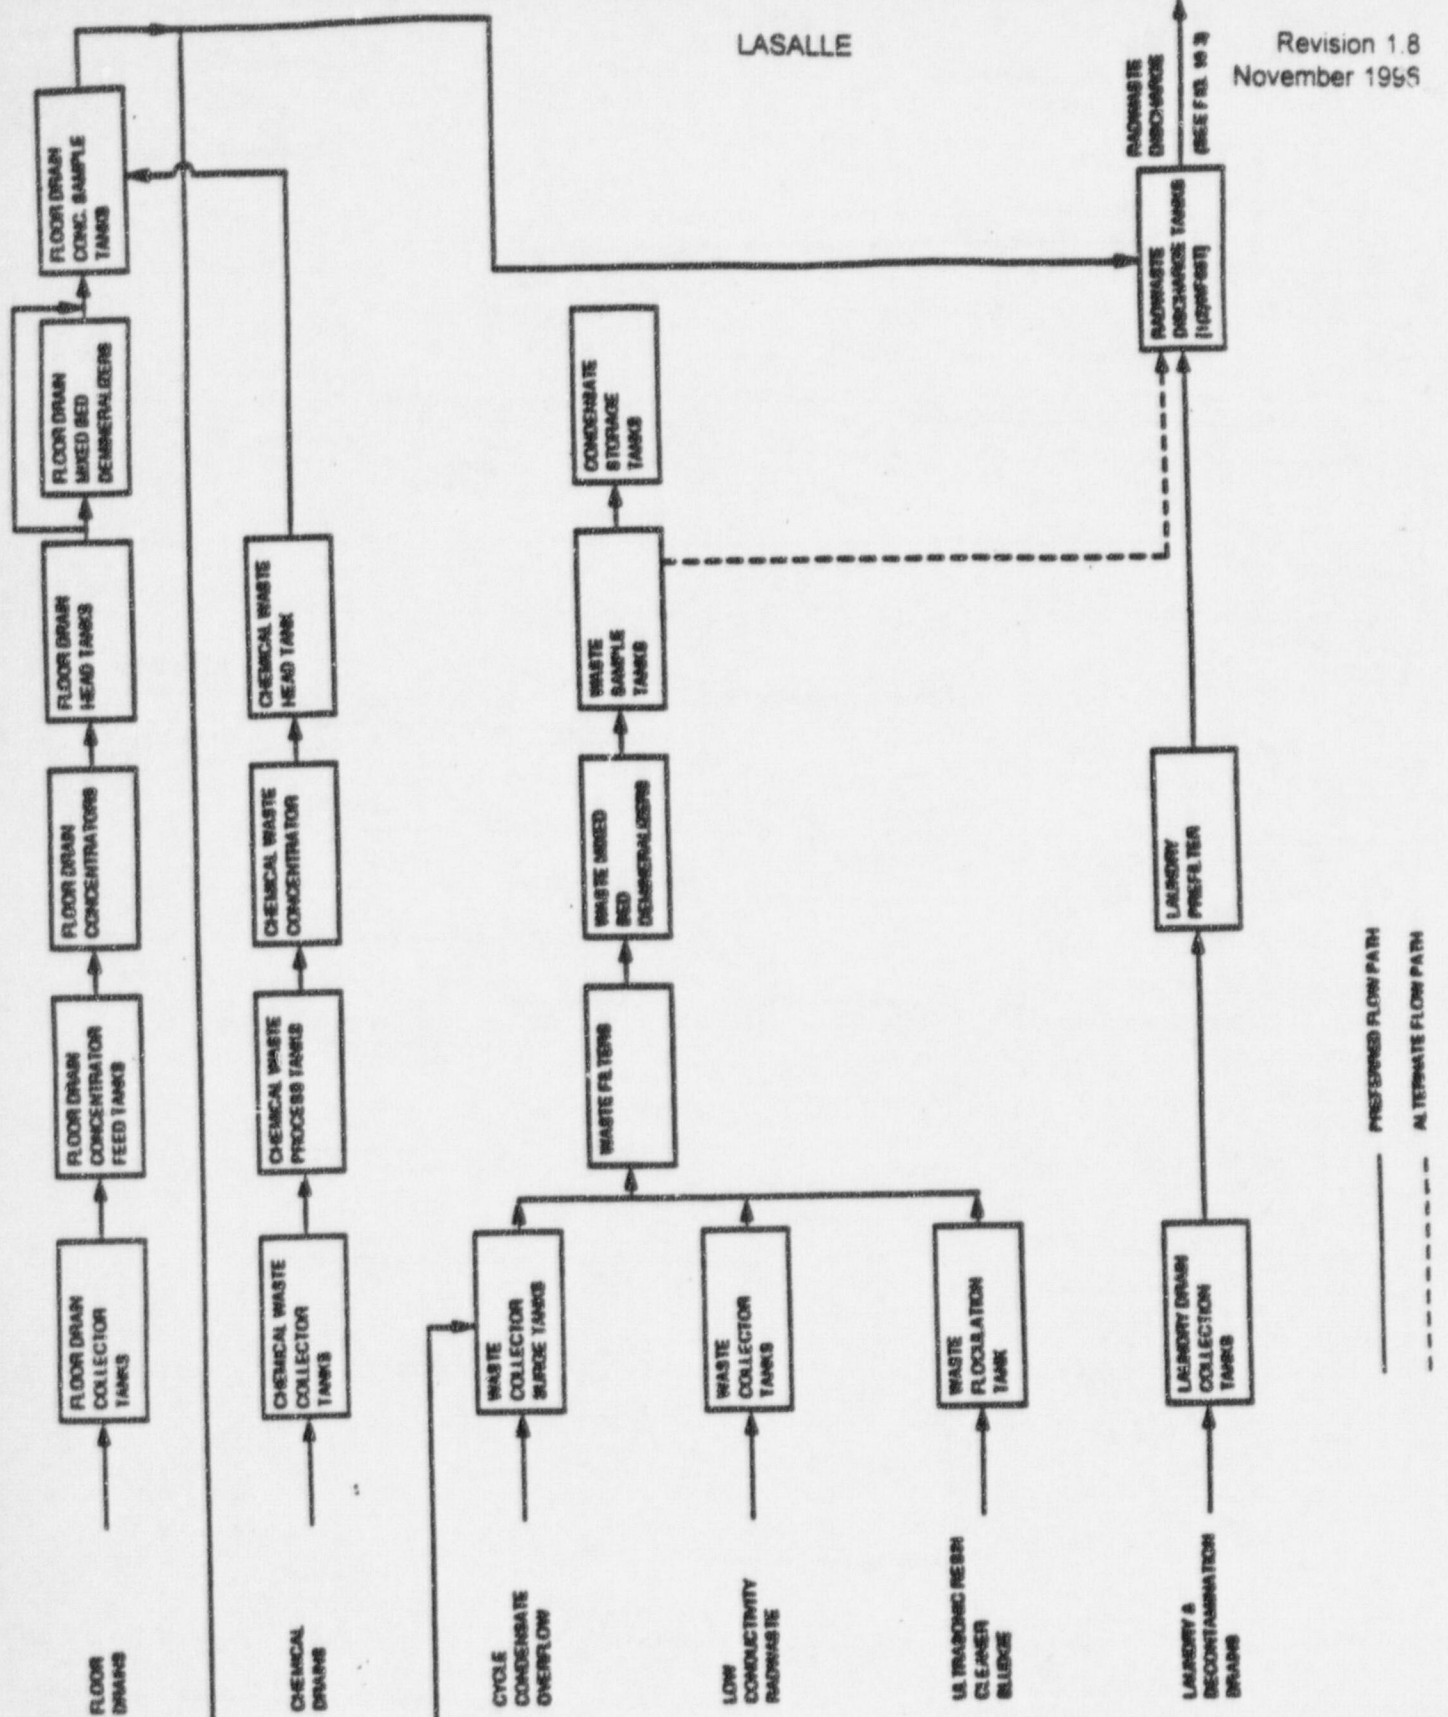 LASALLE
Revision 1.8
November 1996
FLOOR
DRAINS
FLOOR DRAIN
COLLECTOR
TANKS
FLOOR DRAIN
CONCENTRATOR
FEED TANKS
FLOOR DRAIN
CONCENTRATORS
FLOOR DRAIN
HEAD TANKS
FLOOR DRAIN
MIXED BED
DEMINERALIZERS
FLOOR DRAIN
CONC. SAMPLE
TANKS
CHEMICAL
DRAINS
CHEMICAL WASTE
COLLECTOR
TANKS
CHEMICAL WASTE
PROCESS TANKS
CHEMICAL WASTE
CONCENTRATOR
CHEMICAL WASTE
HEAD TANK
CYCLE
CONDENSATE
OVERFLOW
WASTE
COLLECTOR
SURGE TANKS
LOW
CONDUCTIVITY
RADWASTE
WASTE
COLLECTOR
TANKS
ULTRASONIC RESIN
CLEANER
SLUDGE
WASTE
FLOCULATION
TANK
WASTE FILTERS
WASTE MIXED
BED
DEMINERALIZERS
WASTE
SAMPLE
TANKS
CONDENSATE
STORAGE
TANKS
LAUNDRY &
DECONTAMINATION
DRAINS
LAUNDRY DRAIN
COLLECTION
TANKS
LAUNDRY
PREFILTER
RADWASTE
DISCHARGE TANKS
RADWASTE
DISCHARGE
(SEE FIG. 10 3)
PREFERRED FLOW PATH
ALTERNATE FLOW PATH